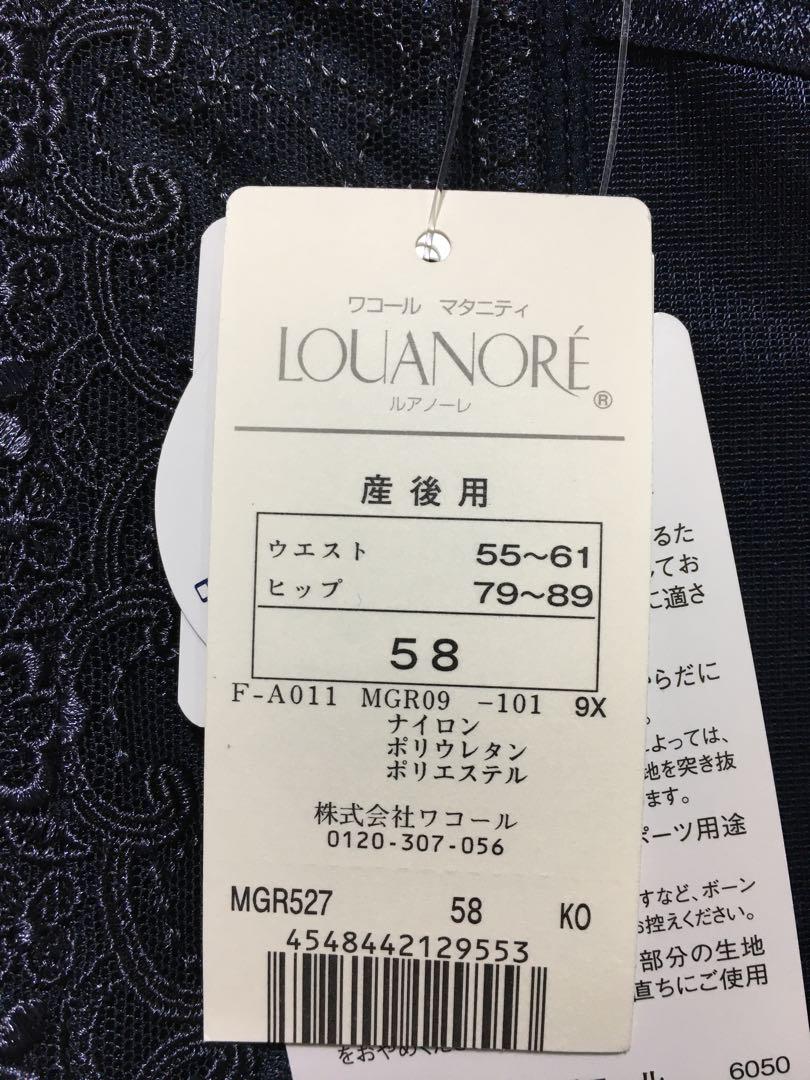 ワコール マタニティ
LOUANORÉ®
ルアノーレ
産後用
ウエスト 55～61
ヒップ 79～89
58
F-A011 MGR09 -101 9X
ナイロン
ポリウレタン
ポリエステル
株式会社ワコール
0120-307-056
MGR527 58 KO
4548442129553
るた
てお
に適さ
からだに
よっては、
地を突き抜
ます。
ポーツ用途
すなど、ボーン
お控えください。
部分の生地
直ちにご使用
をおやめくだ
6050